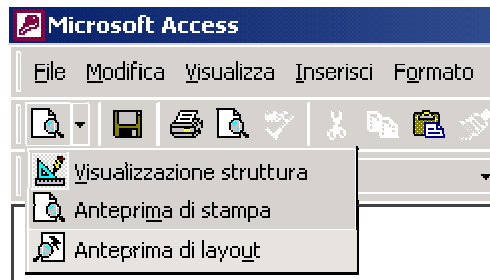 Microsoft Access
File Modifica Visualizza Inserisci Formato
Visualizzazione struttura
Anteprima di stampa
Anteprima di layout